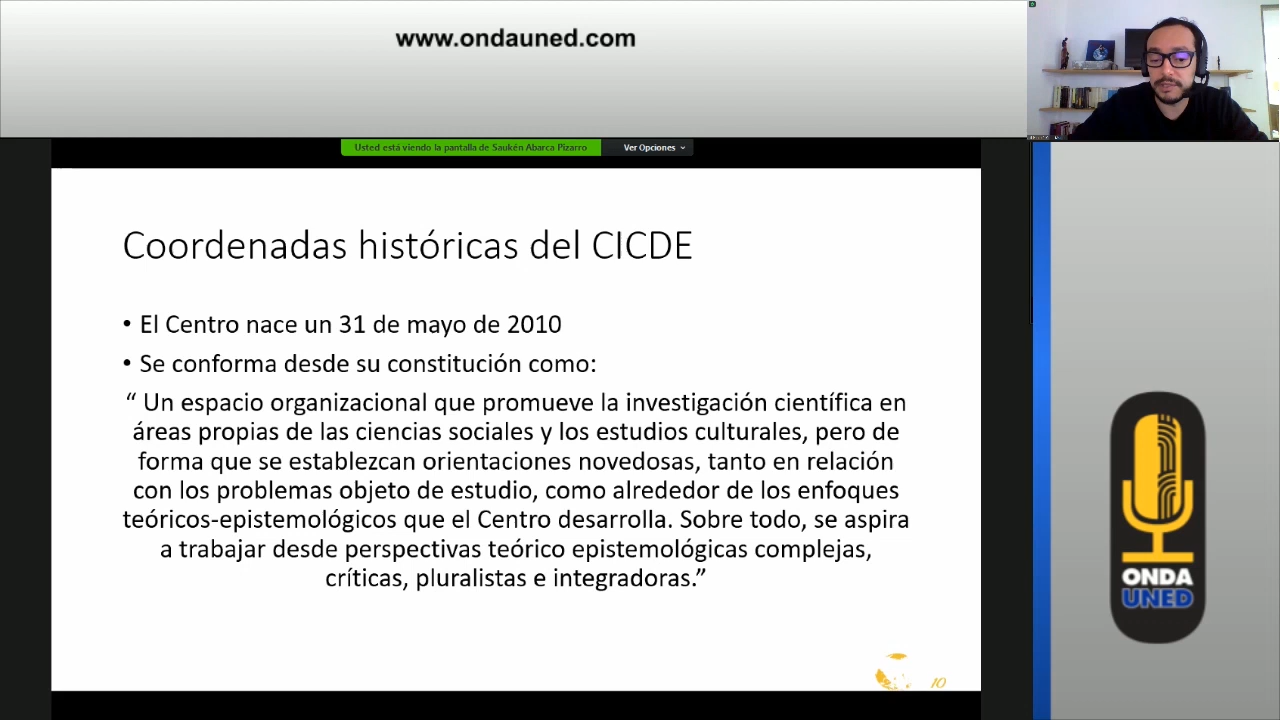 www.ondauned.com
Usted está viendo la pantalla de Saukén Abarca Pizarro
Ver Opciones
Coordenadas históricas del CICDE
• El Centro nace un 31 de mayo de 2010
• Se conforma desde su constitución como:
“ Un espacio organizacional que promueve la investigación científica en
áreas propias de las ciencias sociales y los estudios culturales, pero de
forma que se establezcan orientaciones novedosas, tanto en relación
con los problemas objeto de estudio, como alrededor de los enfoques
teóricos-epistemológicos que el Centro desarrolla. Sobre todo, se aspira
a trabajar desde perspectivas teórico epistemológicas complejas,
críticas, pluralistas e integradoras.”
10
ONDA
UNED